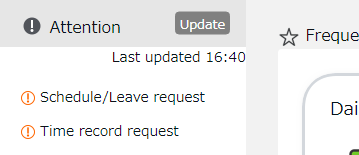 Attention
Update
Last updated 16:40
Schedule/Leave request
Time record request
Freque
Dai